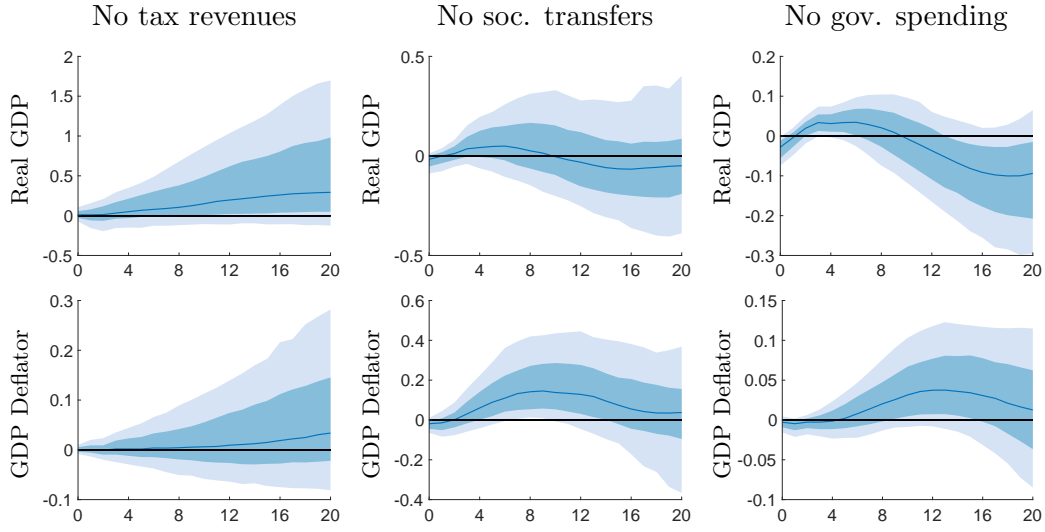 No tax revenues
No soc. transfers
No gov. spending
Real GDP
2
1.5
1
0.5
0
-0.5
0 4 8 12 16 20
Real GDP
0.5
0
-0.5
0 4 8 12 16 20
Real GDP
0.2
0.1
0
-0.1
-0.2
-0.3
0 4 8 12 16 20
GDP Deflator
0.3
0.2
0.1
0
-0.1
0 4 8 12 16 20
GDP Deflator
0.6
0.4
0.2
0
-0.2
-0.4
0 4 8 12 16 20
GDP Deflator
0.15
0.1
0.05
0
-0.05
-0.1
0 4 8 12 16 20